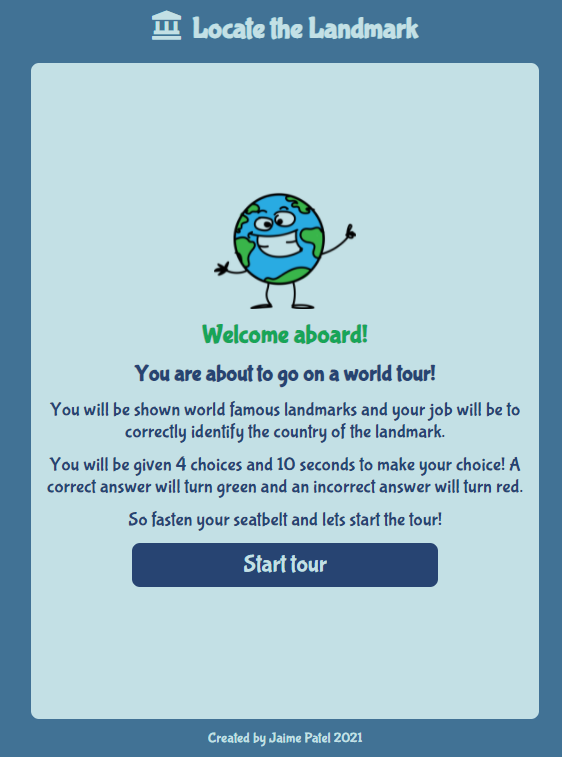 Locate the Landmark
Welcome aboard!
You are about to go on a world tour!
You will be shown world famous landmarks and your job will be to
correctly identify the country of the landmark.
You will be given 4 choices and 10 seconds to make your choice! A
correct answer will turn green and an incorrect answer will turn red.
So fasten your seatbelt and lets start the tour!
Start tour
Created by Jaime Patel 2021